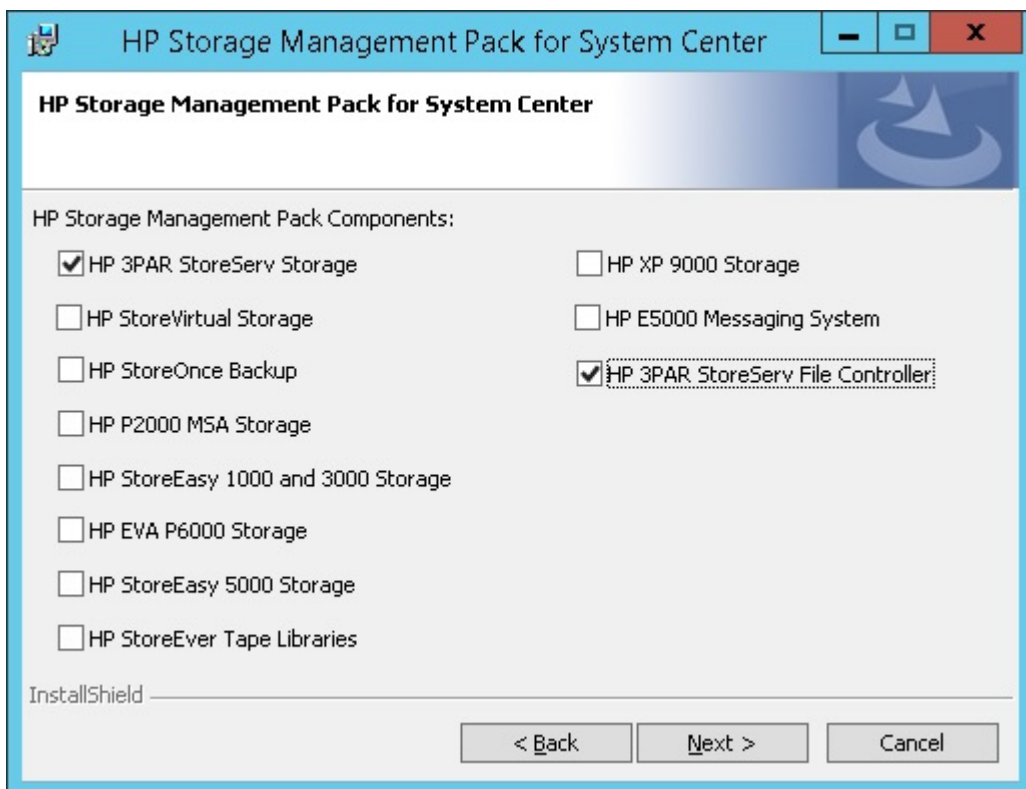 HP Storage Management Pack for System Center
HP Storage Management Pack for System Center
HP Storage Management Pack Components:
HP 3PAR StoreServ Storage
HP StoreVirtual Storage
HP StoreOnce Backup
HP P2000 MSA Storage
HP StoreEasy 1000 and 3000 Storage
HP EVA P6000 Storage
HP StoreEasy 5000 Storage
HP StoreEver Tape Libraries
HP XP 9000 Storage
HP E5000 Messaging System
HP 3PAR StoreServ File Controller
InstallShield
< Back
Next >
Cancel